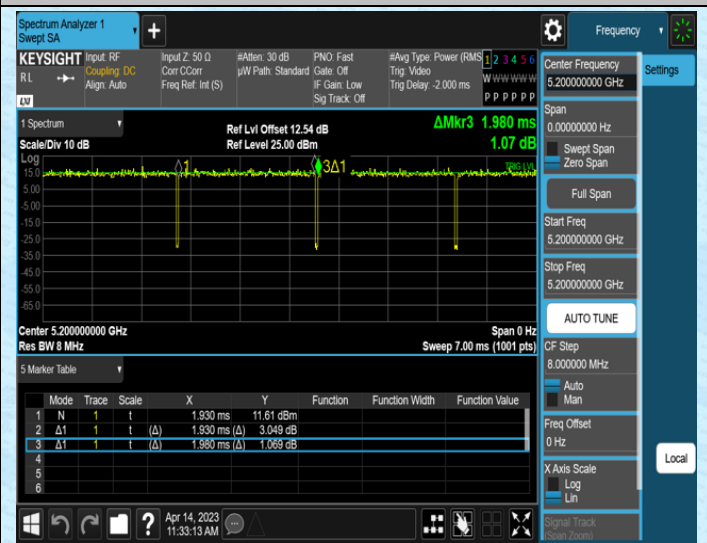 Spectrum Analyzer 1
Swept SA
Frequency
KEYSIGHT
R L
LXI
Input: RF
Coupling: DC
Align: Auto
Input Z: 50 Ω
Corr CCorr
Freq Ref: Int (S)
#Atten: 30 dB
µW Path: Standard
PNO: Fast
Gate: Off
IF Gain: Low
Sig Track: Off
#Avg Type: Power (RMS
Trig: Video
Trig Delay: -2.000 ms
1 2 3 4 5 6
W W W W W W
P P P P P P
1 Spectrum
Scale/Div 10 dB
Ref Lvl Offset 12.54 dB
Ref Level 25.00 dBm
ΔMkr3 1.980 ms
1.07 dB
Log
15.0
5.00
-5.00
-15.0
-25.0
-35.0
-45.0
-55.0
-65.0
1
3Δ1
TRIG LVL
Center 5.200000000 GHz
Span 0 Hz
Res BW 8 MHz
Sweep 7.00 ms (1001 pts)
5 Marker Table
Mode Trace Scale X Y Function Function Width Function Value
1 N 1 t 1.930 ms 11.61 dBm
2 Δ1 1 t (Δ) 1.930 ms (Δ) 3.049 dB
3 Δ1 1 t (Δ) 1.980 ms (Δ) 1.069 dB
4
5
6
Apr 14, 2023
11:33:13 AM
?
Center Frequency
5.200000000 GHz
Settings
Span
0.00000000 Hz
Swept Span
Zero Span
Full Span
Start Freq
5.200000000 GHz
Stop Freq
5.200000000 GHz
AUTO TUNE
CF Step
8.000000 MHz
Auto
Man
Freq Offset
0 Hz
X Axis Scale
Log
Lin
Local
Signal Track
(Span Zoom)